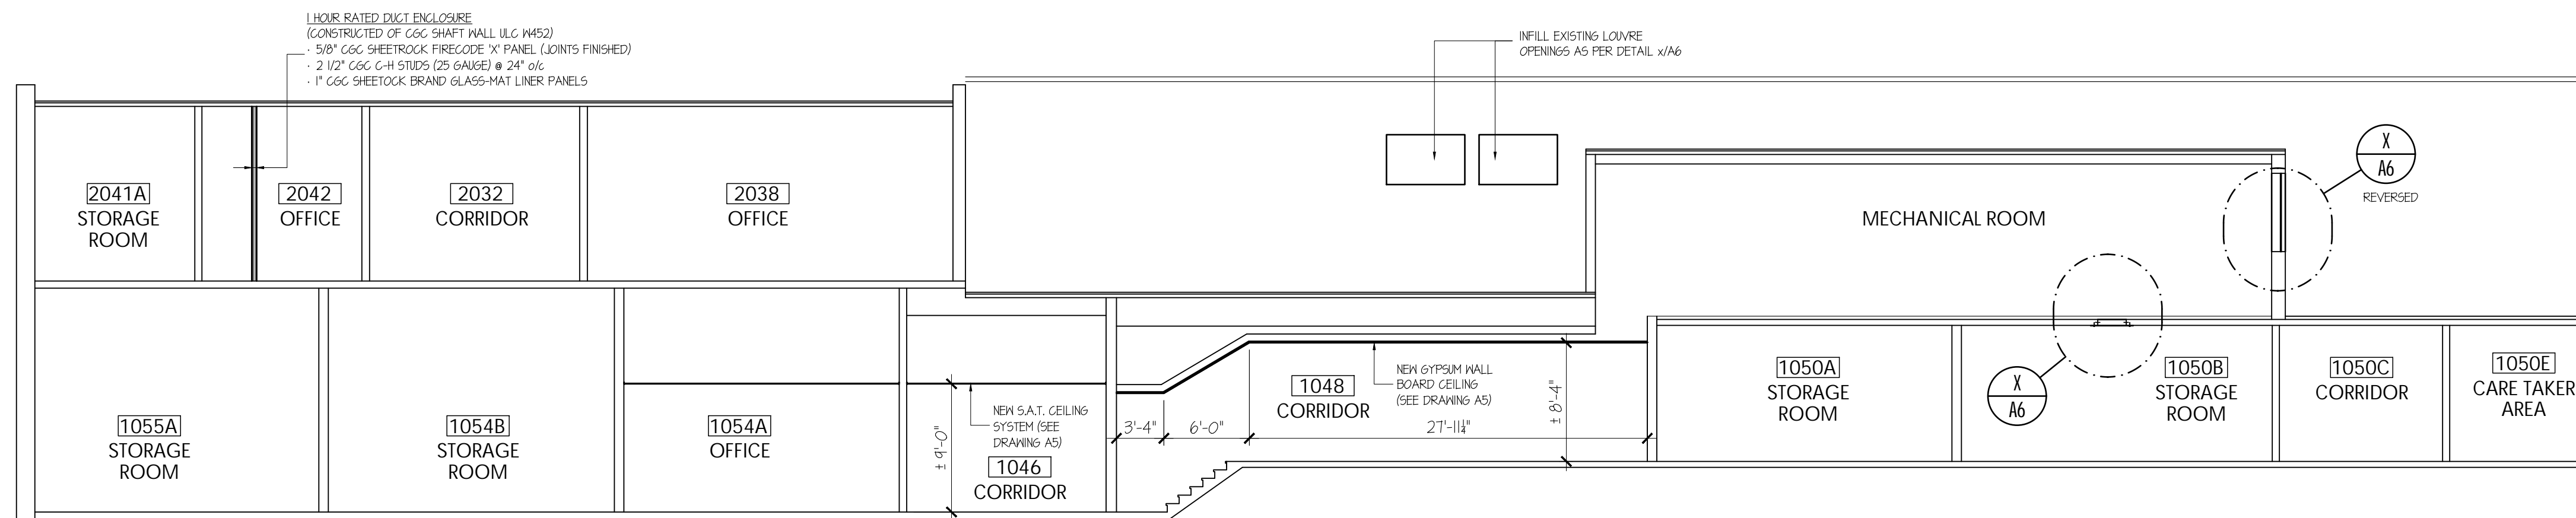 1 HOUR RATED DUCT ENCLOSURE
(CONSTRUCTED OF CGC SHAFT WALL ULC W452)
· 5/8" CGC SHEETROCK FIRECODE 'X' PANEL (JOINTS FINISHED)
· 2 1/2" CGC C-H STUDS (25 GAUGE) @ 24" o/c
· 1" CGC SHEETOCK BRAND GLASS-MAT LINER PANELS
INFILL EXISTING LOUVRE
OPENINGS AS PER DETAIL x/A6
X
A6
REVERSED
2041A
STORAGE
ROOM
2042
OFFICE
2032
CORRIDOR
2038
OFFICE
MECHANICAL ROOM
1055A
STORAGE
ROOM
1054B
STORAGE
ROOM
1054A
OFFICE
± 9'-0"
NEW S.A.T. CEILING
SYSTEM (SEE
DRAWING A5)
1046
CORRIDOR
3'-4"
6'-0"
27'-11¼"
1048
CORRIDOR
NEW GYPSUM WALL
BOARD CEILING
(SEE DRAWING A5)
± 8'-4"
1050A
STORAGE
ROOM
X
A6
1050B
STORAGE
ROOM
1050C
CORRIDOR
1050E
CARE TAKER
AREA